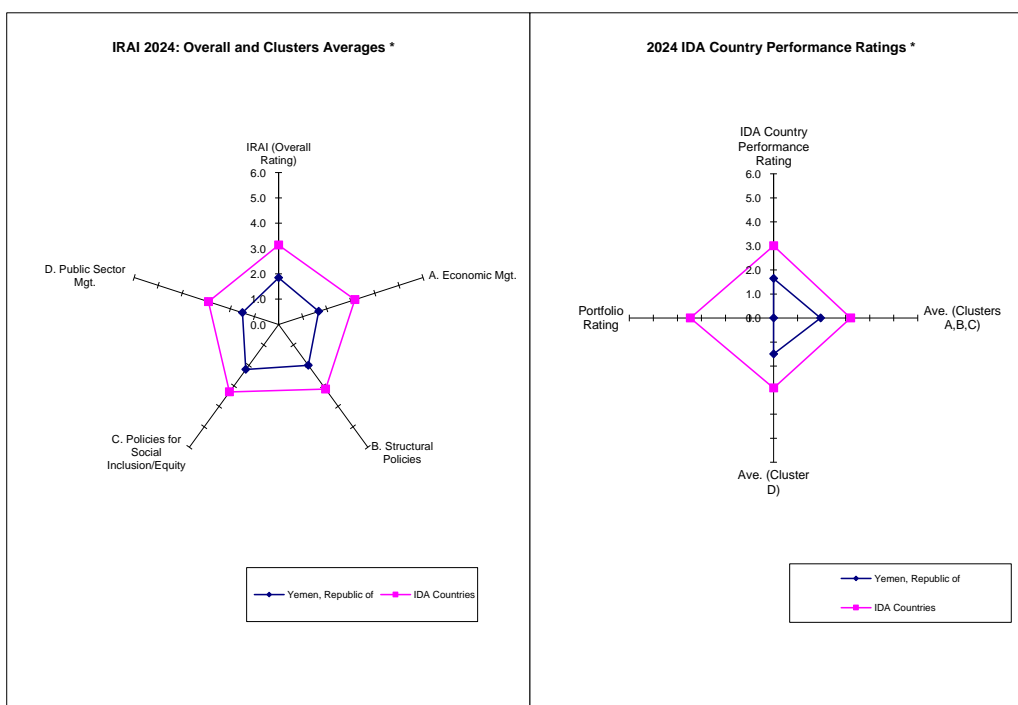 IRAI 2024: Overall and Clusters Averages *
IRAI (Overall
Rating)
6.0
5.0
4.0
3.0
2.0
1.0
0.0
A. Economic Mgt.
B. Structural
Policies
C. Policies for
Social
Inclusion/Equity
D. Public Sector
Mgt.
Yemen, Republic of
IDA Countries
2024 IDA Country Performance Ratings *
IDA Country
Performance
Rating
6.0
5.0
4.0
3.0
2.0
1.0
0.0
Ave. (Clusters
A,B,C)
Ave. (Cluster
D)
Portfolio
Rating
Yemen, Republic of
IDA Countries